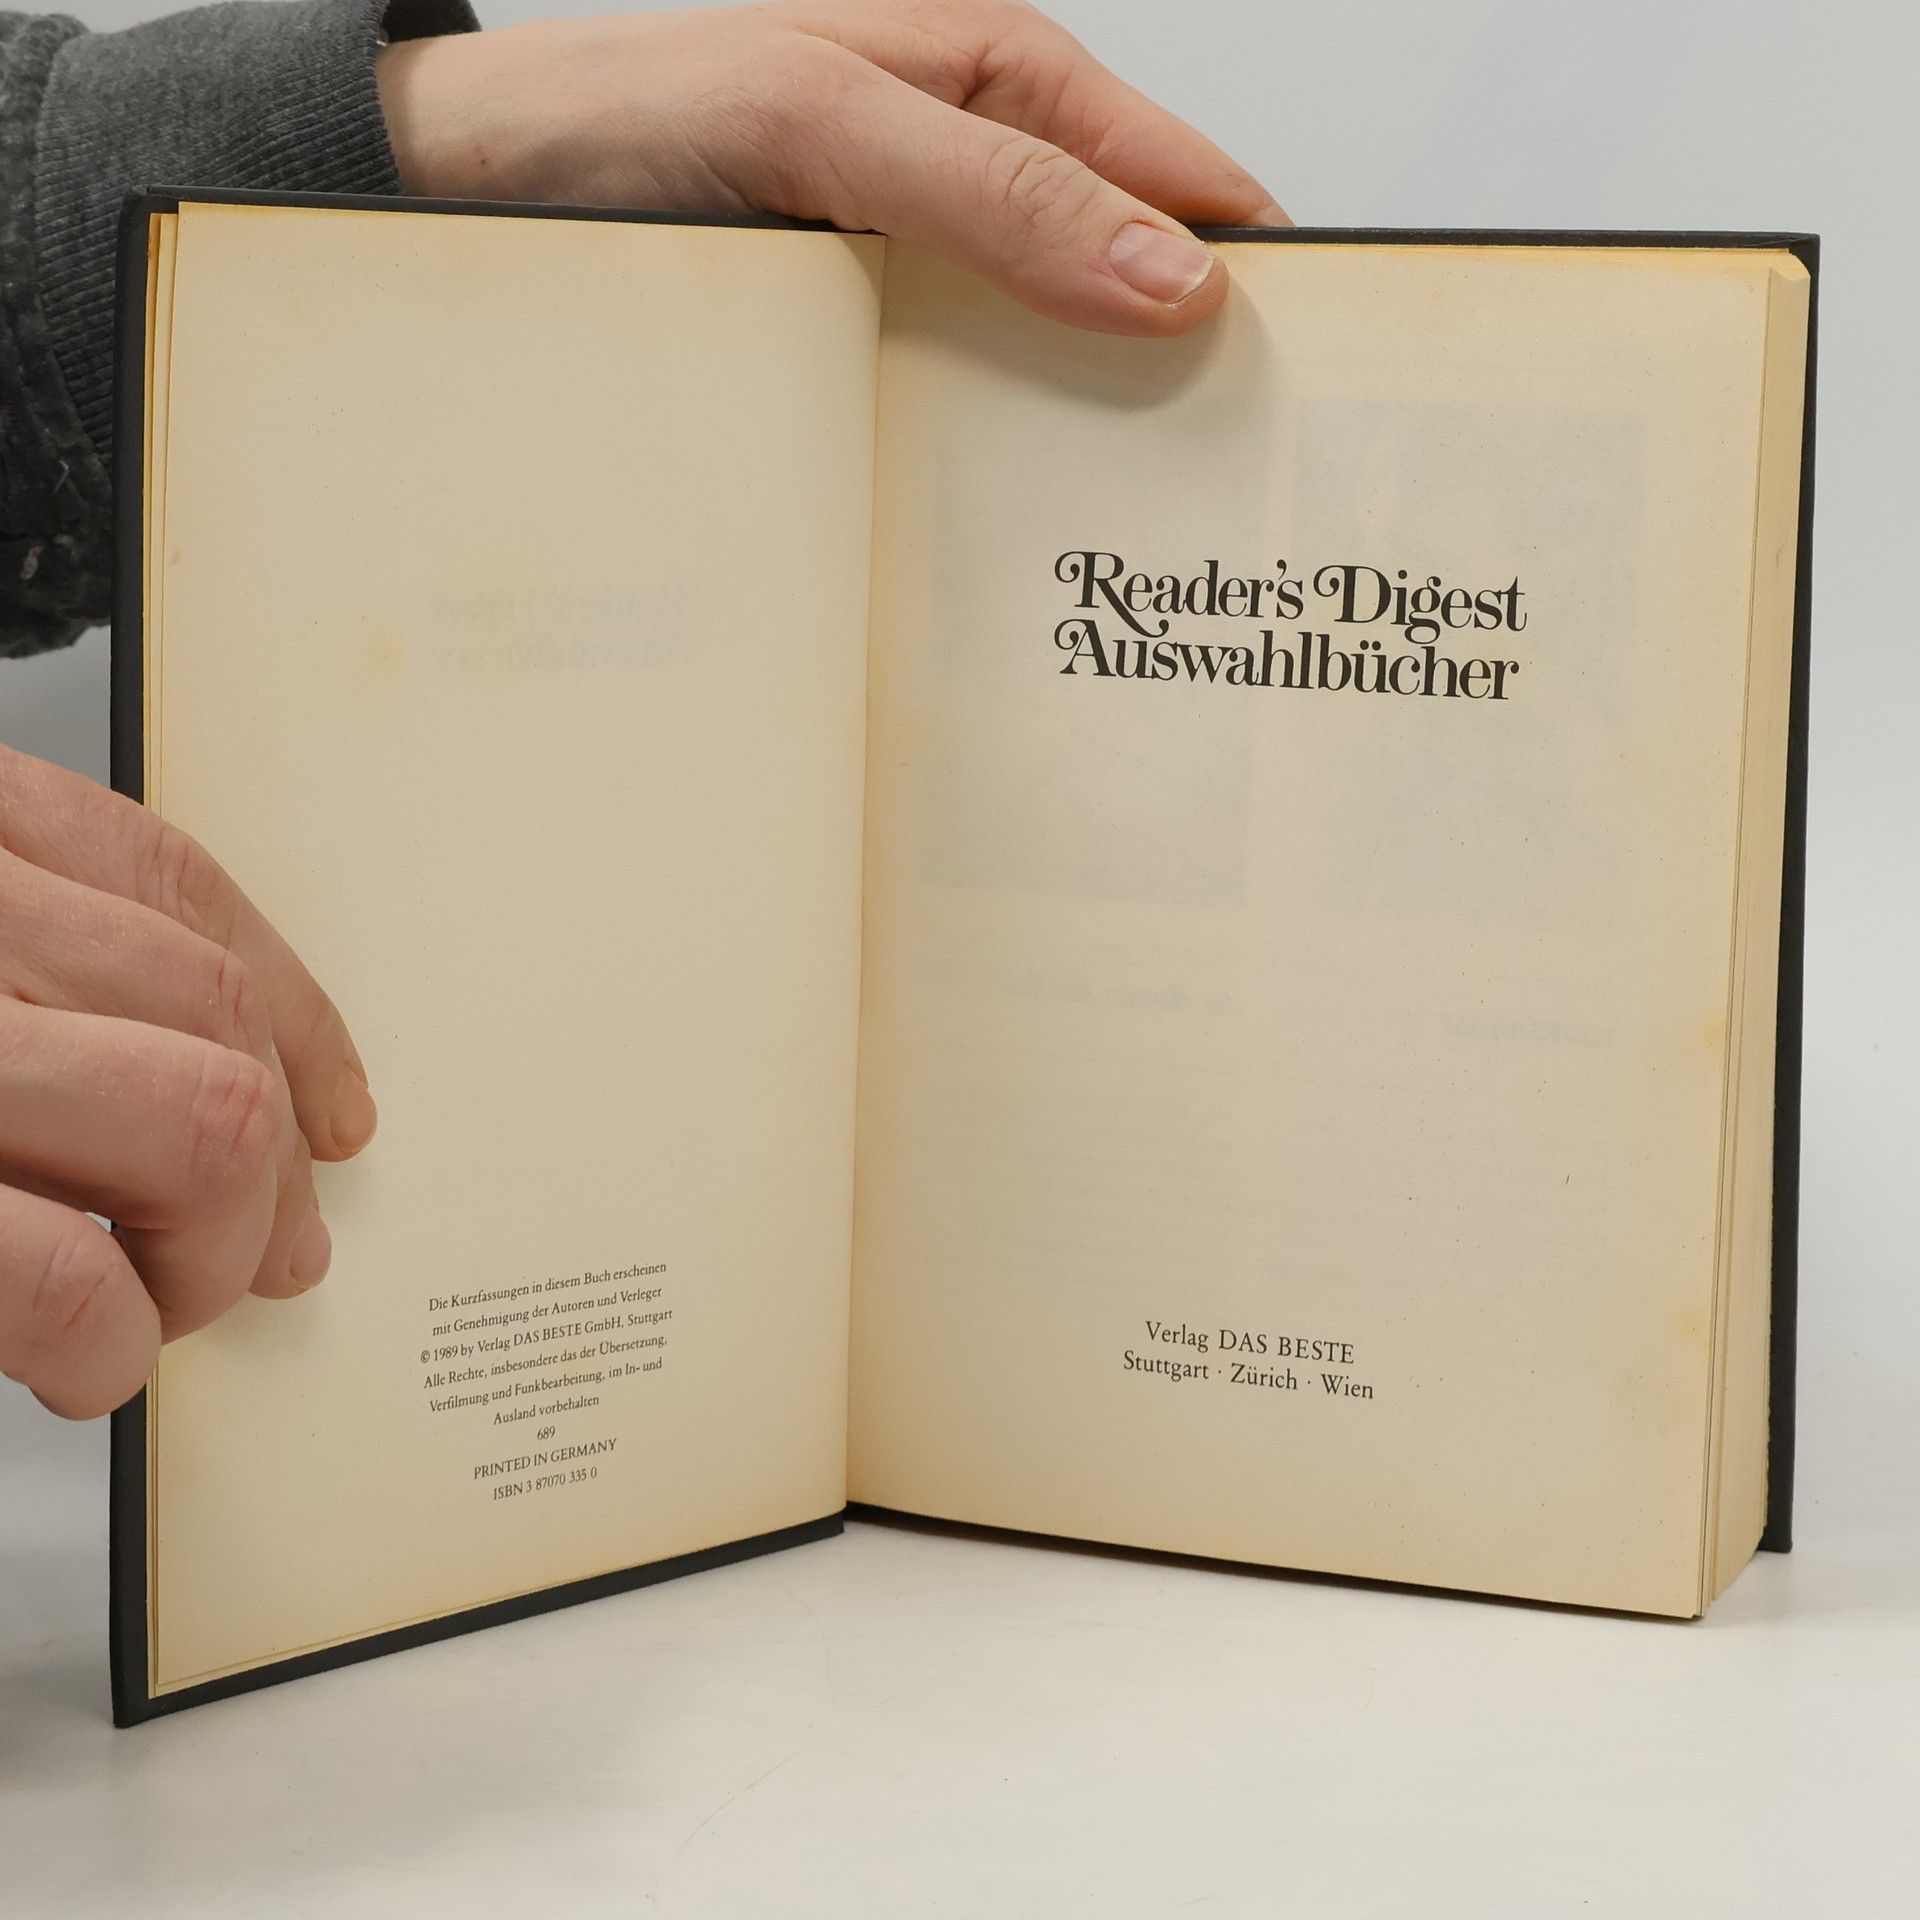 Die Kurzfassungen in diesem Buch erscheinen
mit Genehmigung der Autoren und Verleger
© 1989 by Verlag DAS BESTE GmbH, Stuttgart
Alle Rechte, insbesondere das der Übersetzung,
Verfilmung und Funkbearbeitung, im In- und
Ausland vorbehalten
689
PRINTED IN GERMANY
ISBN 3 87070 335 0
Reader's Digest
Auswahlbücher
Verlag DAS BESTE
Stuttgart · Zürich · Wien